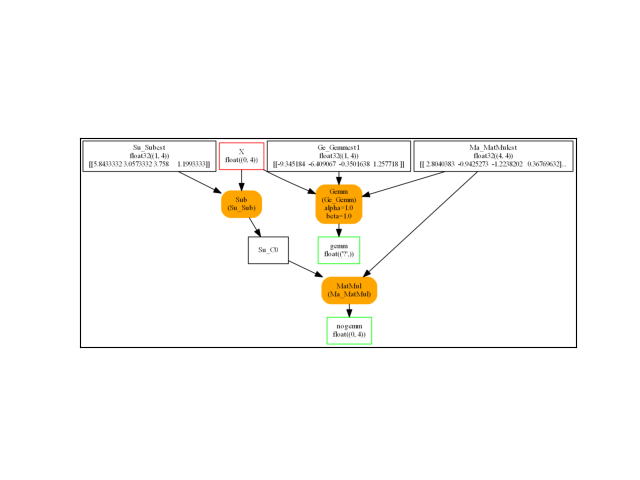 Su_Subcst
float32((1, 4))
[[5.8433332 3.0573332 3.758 1.1993333]]
X
float((0, 4))
Ge_Gemmcst1
float32((1, 4))
[[-9.345184 -6.409067 -0.3501638 1.257718 ]]
Ma_MatMulcst
float32((4, 4))
[[ 2.8040383 -0.9425273 -1.2238202 0.36769632]...
Sub
(Su_Sub)
Gemm
(Ge_Gemm)
alpha=1.0
beta=1.0
Su_C0
gemm
float(('?',))
MatMul
(Ma_MatMul)
nogemm
float((0, 4))